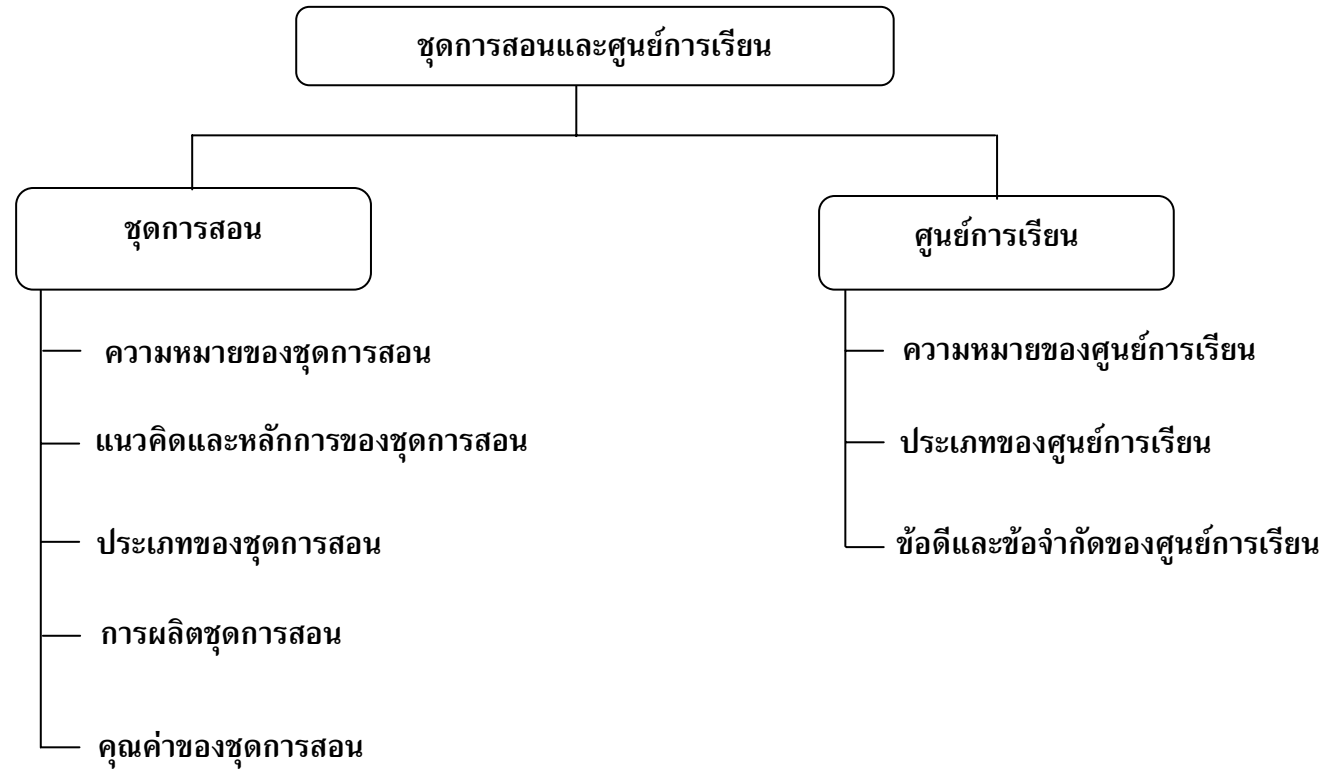 ชุดการสอนและศูนย์การเรียน
ชุดการสอน
ความหมายของชุดการสอน
แนวคิดและหลักการของชุดการสอน
ประเภทของชุดการสอน
การผลิตชุดการสอน
คุณค่าของชุดการสอน
ศูนย์การเรียน
ความหมายของศูนย์การเรียน
ประเภทของศูนย์การเรียน
ข้อดีและข้อจำกัดของศูนย์การเรียน